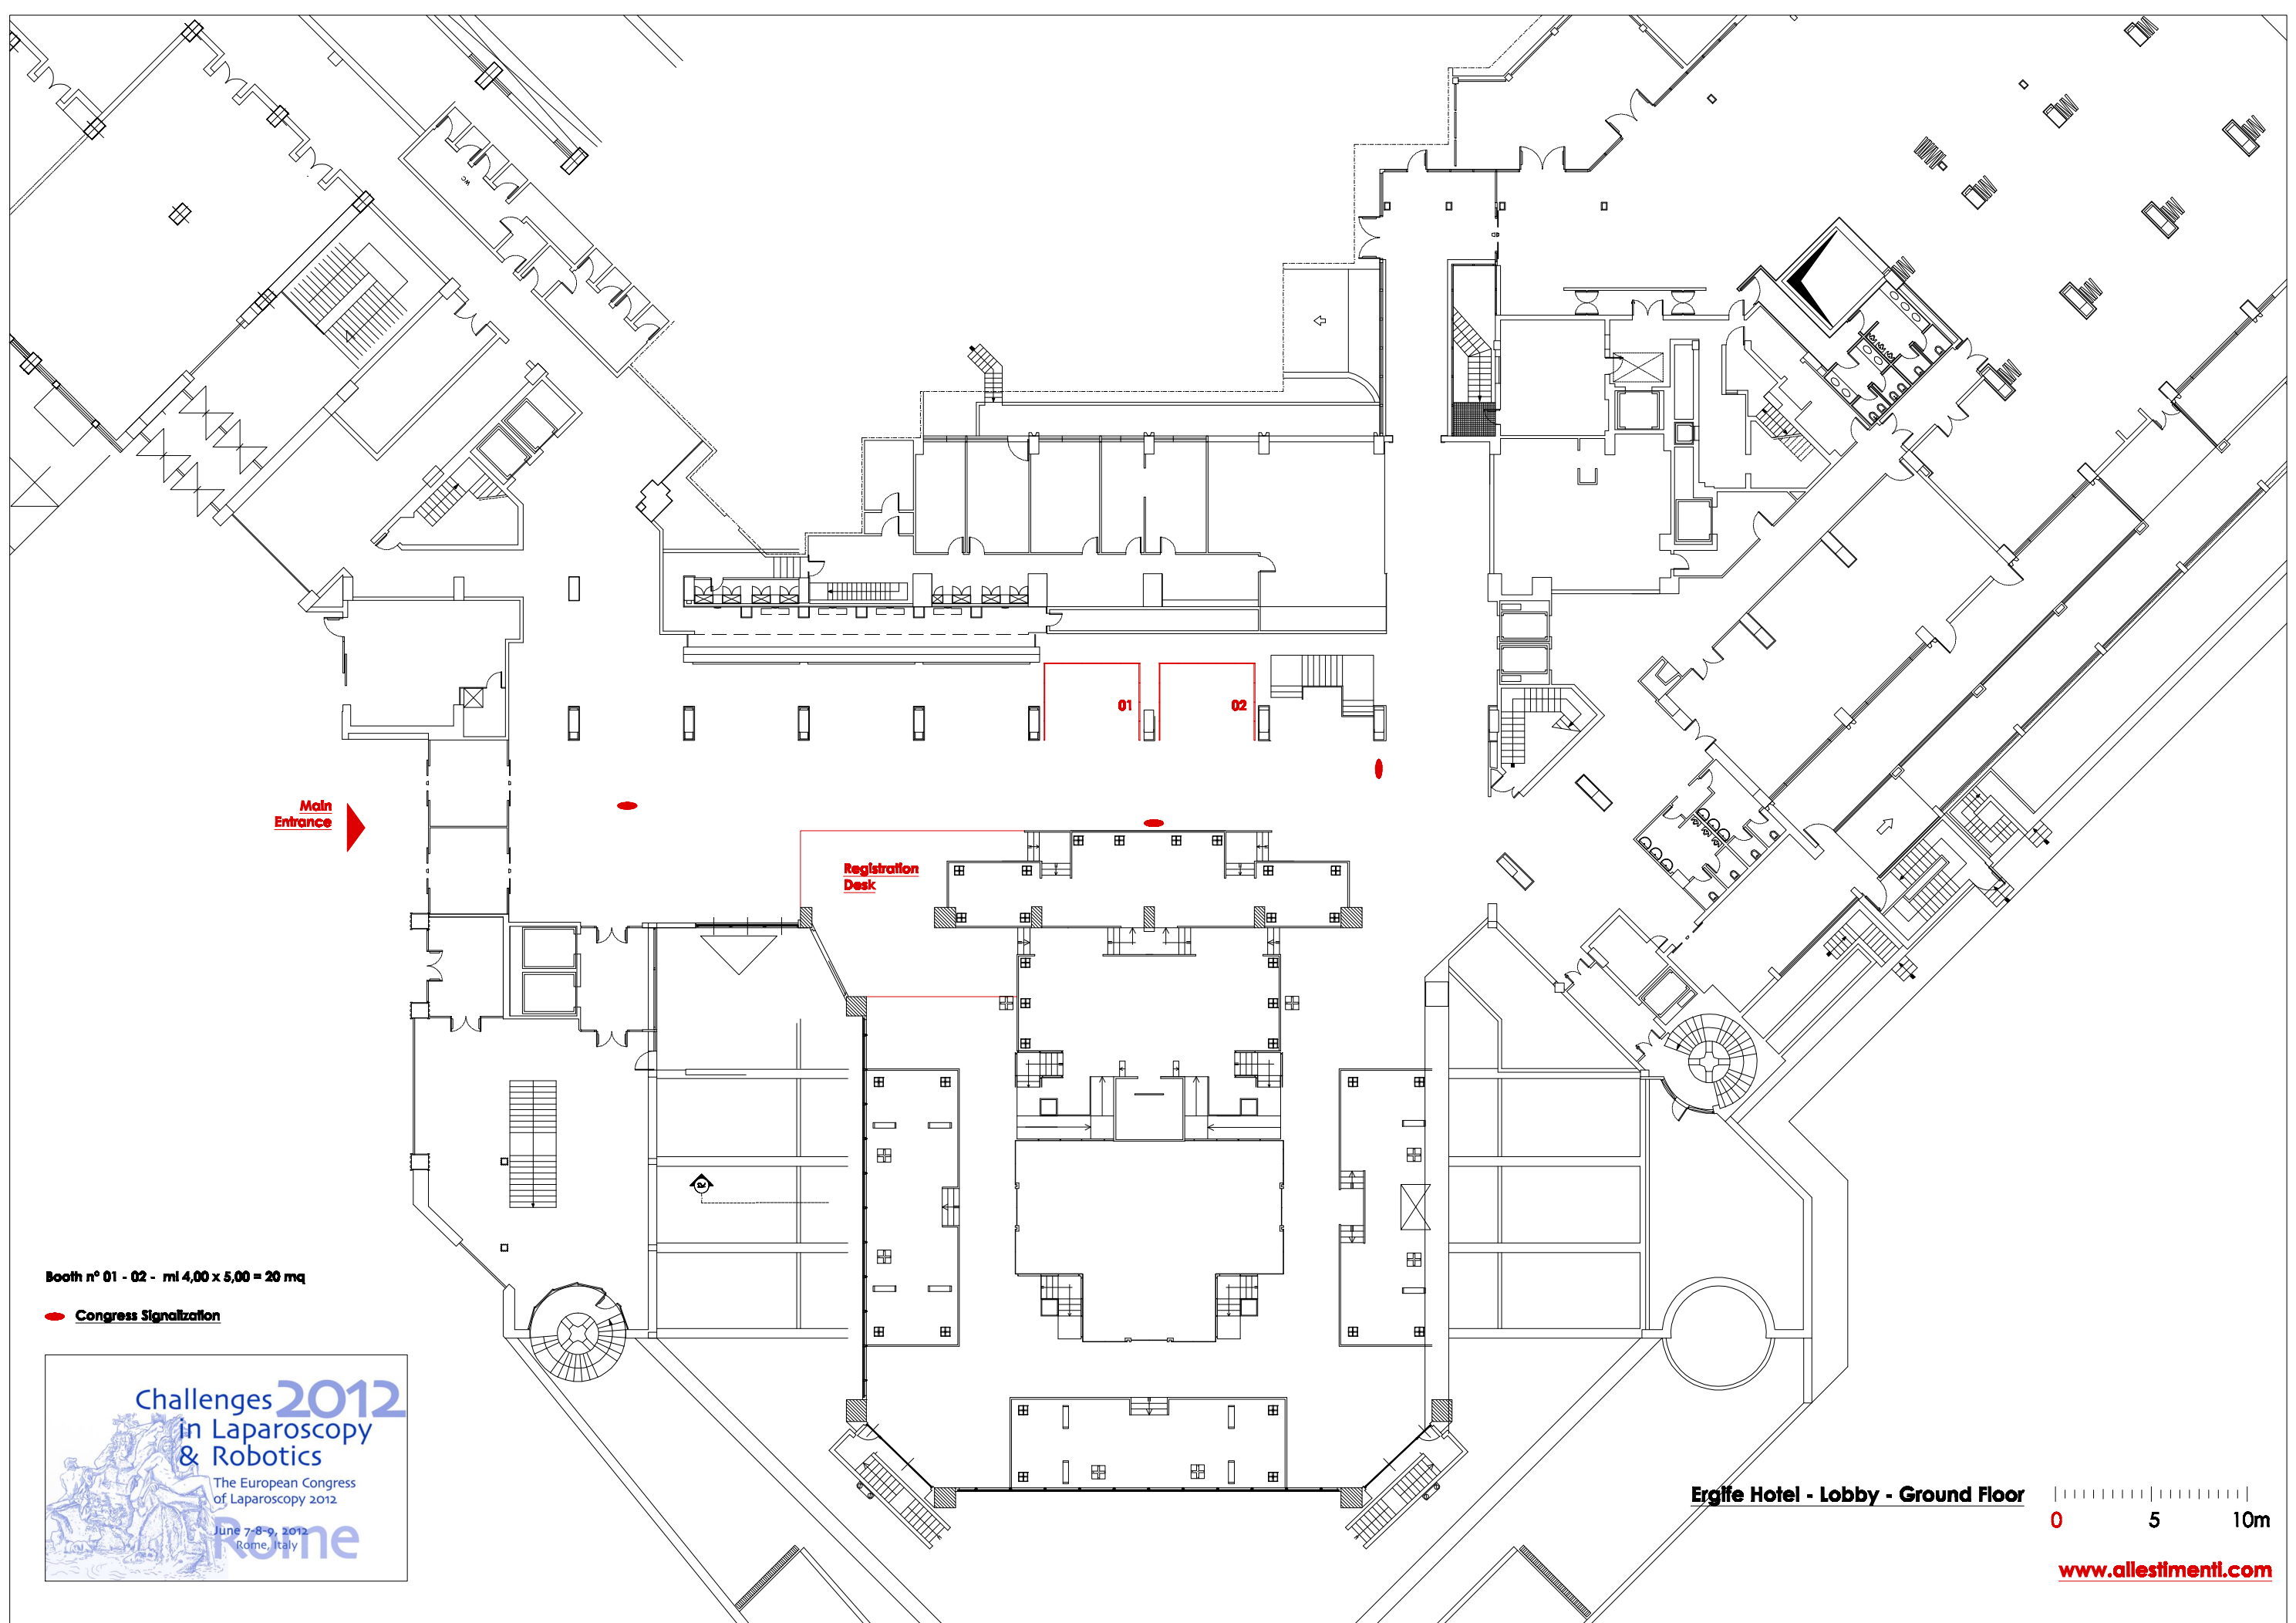 WC
01
02
Main
Entrance
Registration
Desk
Booth n° 01 - 02 - ml 4,00 x 5,00 = 20 mq
Congress Signalization
Challenges 2012
in Laparoscopy
& Robotics
The European Congress
of Laparoscopy 2012
June 7-8-9, 2012
Rome
Rome, Italy
Ergife Hotel - Lobby - Ground Floor
0 5 10m
www.allestimenti.com